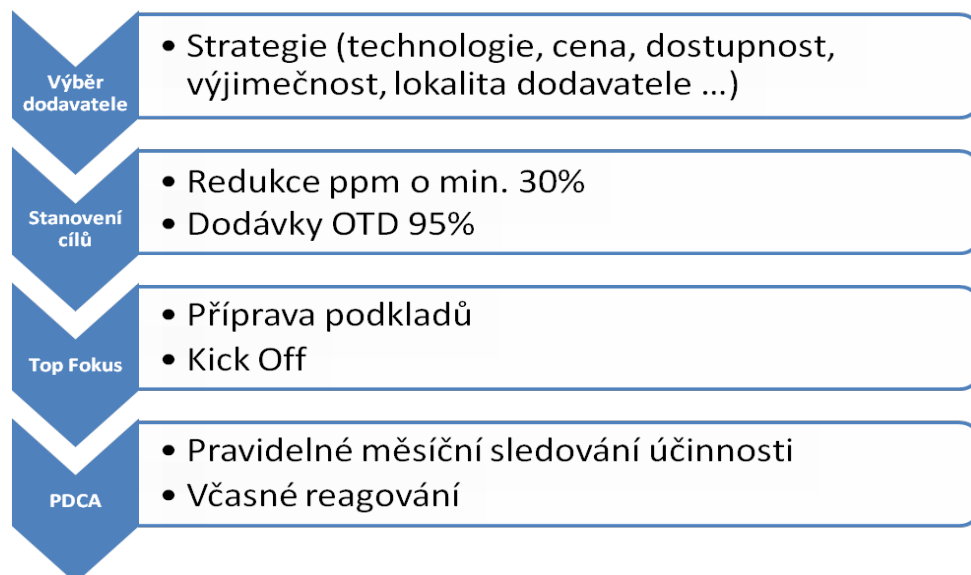 Výběr
dodavatele
• Strategie (technologie, cena, dostupnost,
výjimečnost, lokalita dodavatele ...)
Stanovení
cílů
• Redukce ppm o min. 30%
• Dodávky OTD 95%
Top Fokus
• Příprava podkladů
• Kick Off
PDCA
• Pravidelné měsíční sledování účinnosti
• Včasné reagování